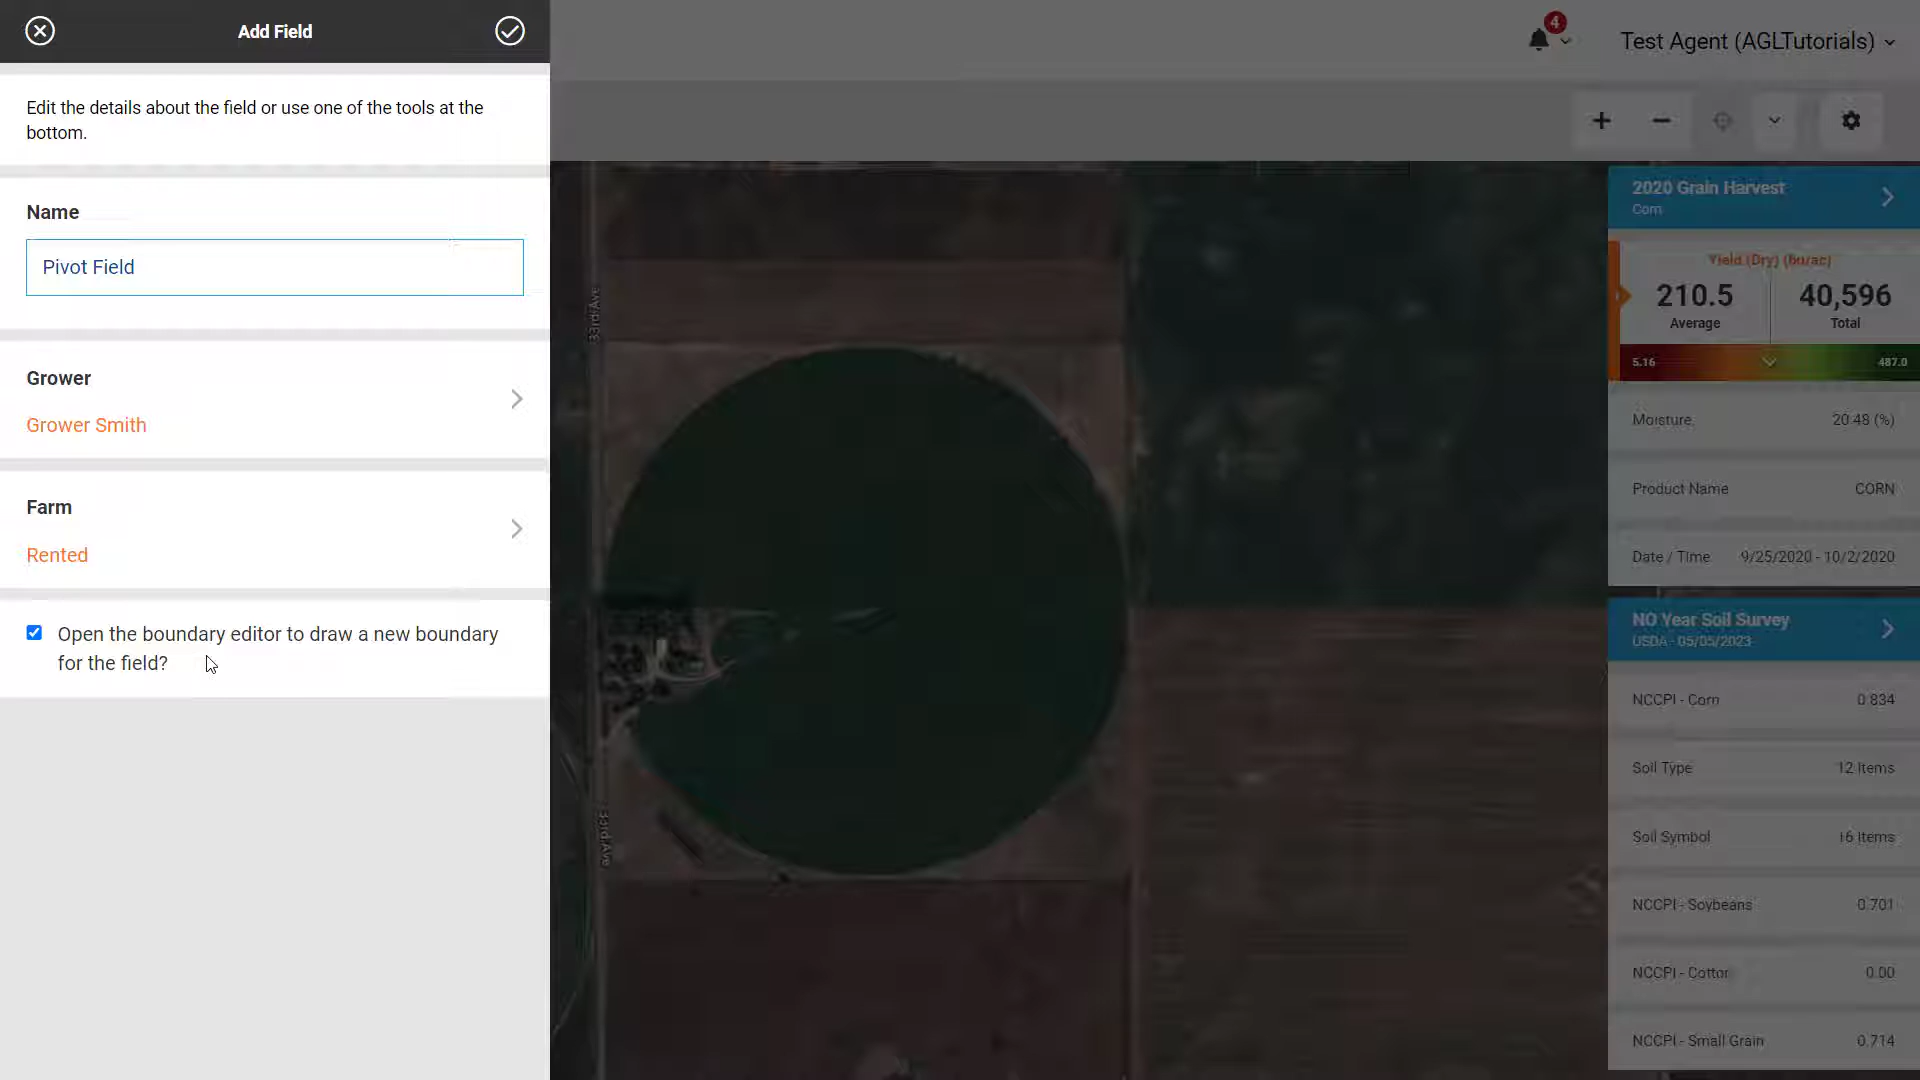 Add Field
Edit the details about the field or use one of the tools at the
bottom.
Name
Pivot Field
Grower
Grower Smith
Farm
Rented
Open the boundary editor to draw a new boundary
for the field?
4
Test Agent (AGLTutorials)
33rd Ave
33rd Ave
2020 Grain Harvest
Corn
Yield (Dry) (bu/ac)
210.5
40,596
Average
Total
5.16
487.0
Moisture
20.48 (%)
Product Name
CORN
Date / Time
9/25/2020 - 10/2/2020
NO Year Soil Survey
USDA - 05/05/2023
NCCPI - Corn
0.834
Soil Type
12 Items
Soil Symbol
16 Items
NCCPI - Soybeans
0.701
NCCPI - Cotton
0.00
NCCPI - Small Grain
0.714